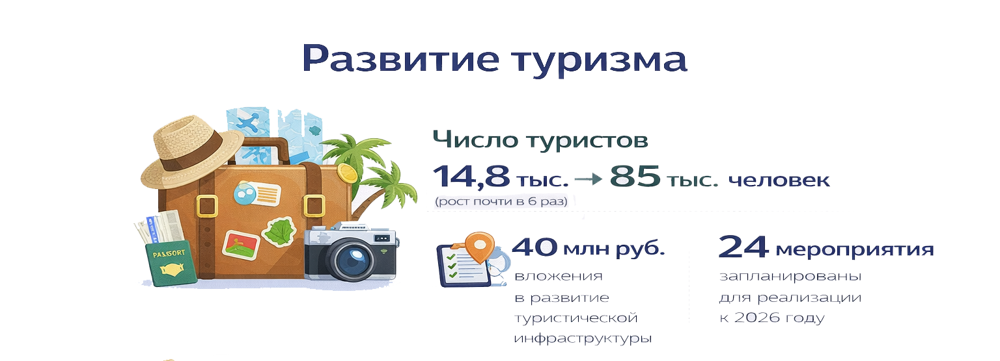 Развитие туризма
Число туристов
14,8 тыс. → 85 тыс. человек
(рост почти в 6 раз)
40 млн руб.
вложения
в развитие
туристической
инфраструктуры
24 мероприятия
запланированы
для реализации
к 2026 году
PASSORT